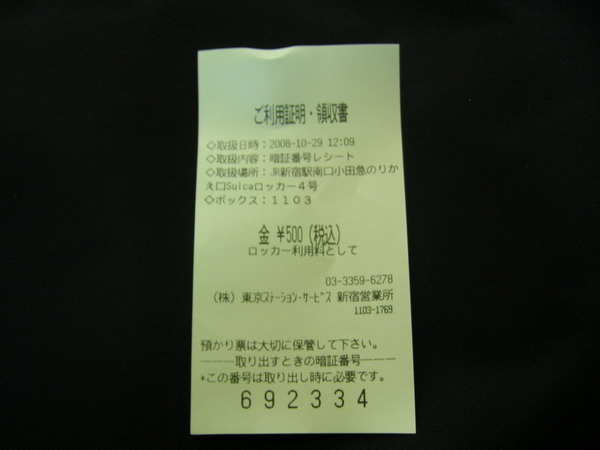 ご利用証明・領収書
◇取扱日時：2008-10-29 12:09
◇取扱内容：暗証番号レシート
◇取扱場所：JR新宿駅南口小田急のりか
え口Suicaロッカー４号
◇ボックス：１１０３
金 ¥500 (税込)
ロッカー利用料として
03-3359-6278
（株）東京ｽﾃｰｼｮﾝ･ｻｰﾋﾞｽ 新宿営業所
1103-1769
預かり票は大切に保管して下さい。
―――取り出すときの暗証番号―――
*この番号は取り出し時に必要です。
６９２３３４